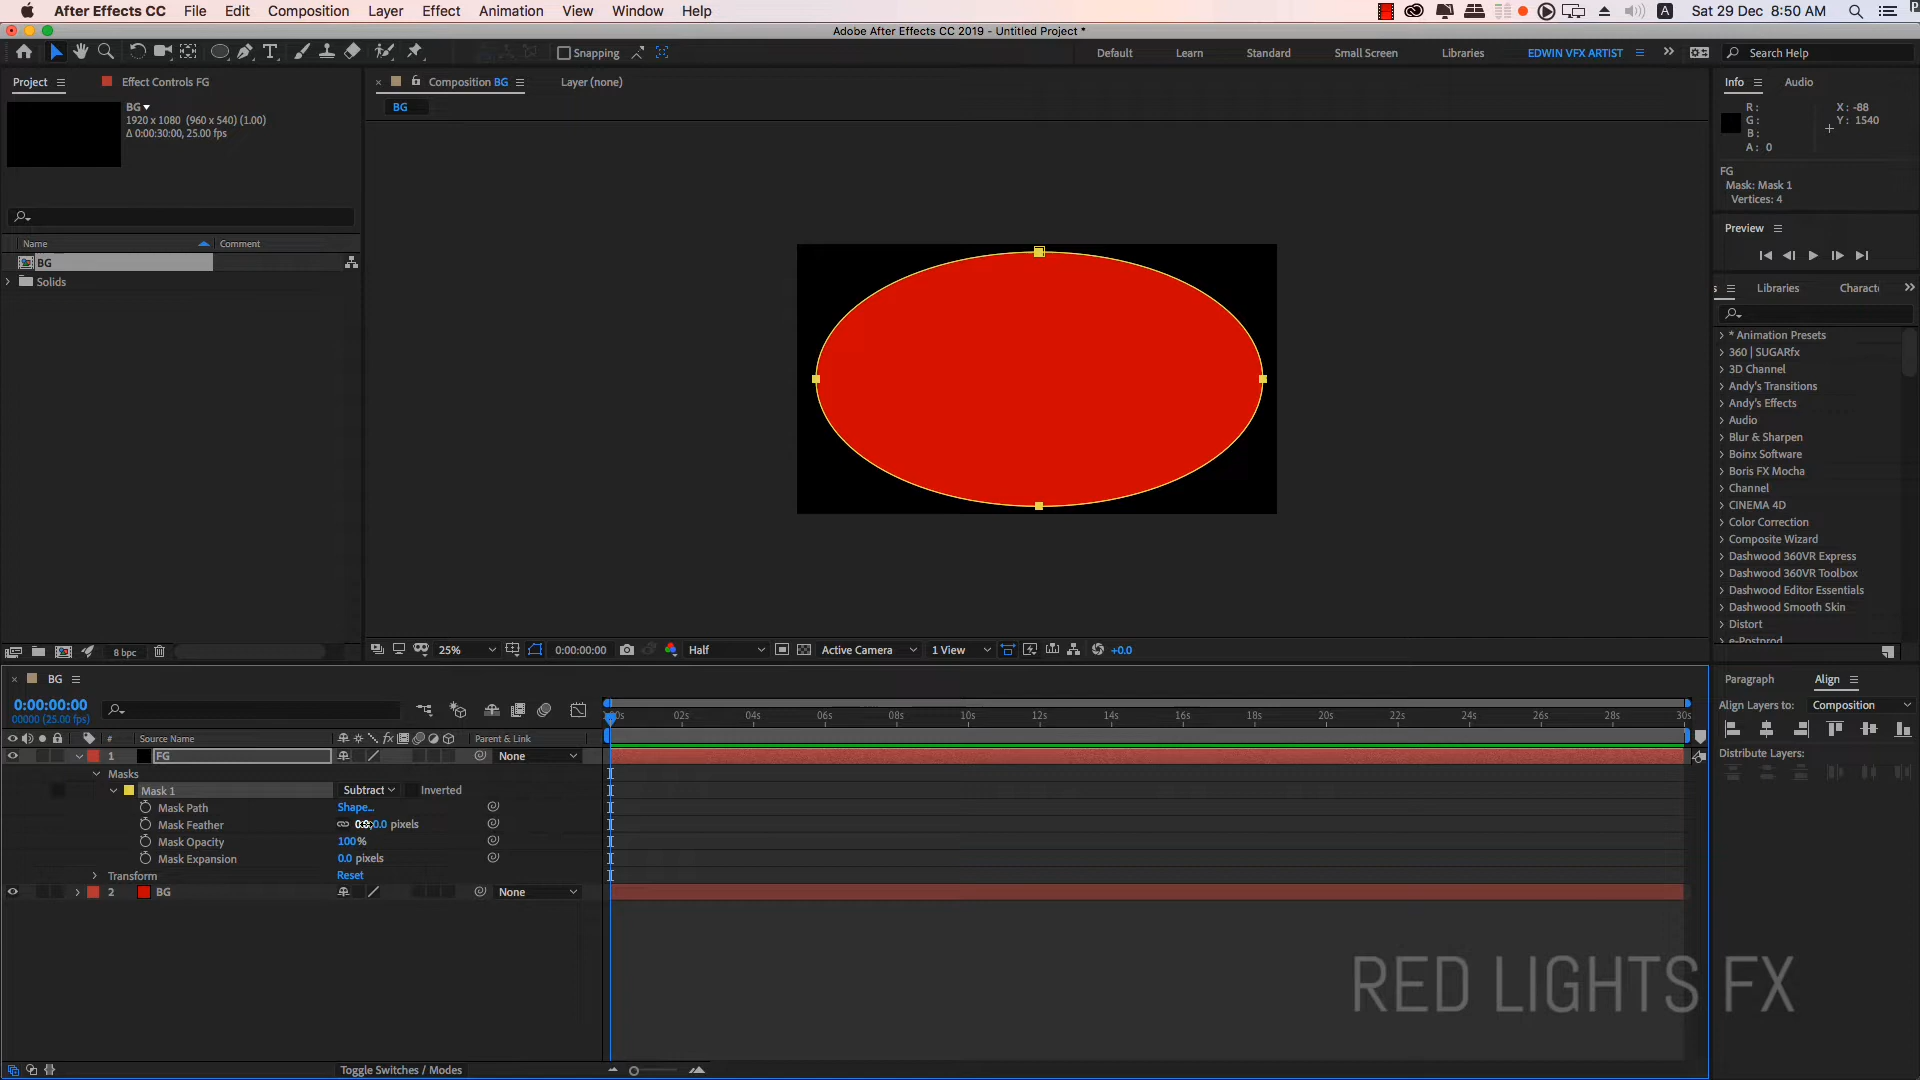 After Effects CC File Edit Composition Layer Effect Animation View Window Help
A Sat 29 Dec 8:50 AM
Adobe After Effects CC 2019 - Untitled Project *
Snapping Default Learn Standard Small Screen Libraries EDWIN VFX ARTIST Search Help
Project Effect Controls FG
BG
1920 x 1080 (960 x 540) (1.00)
Δ 0:00:30:00, 25.00 fps
Name Comment
BG
Solids
8 bpc
Composition BG Layer (none)
BG
25% 0:00:00:00 Half Active Camera 1 View +0.0
Info Audio
R : X : -88
G : Y : 1540
B :
A : 0
FG
Mask: Mask 1
Vertices: 4
Preview
s Libraries Charact
* Animation Presets
360 | SUGARfx
3D Channel
Andy's Transitions
Andy's Effects
Audio
Blur & Sharpen
Boinx Software
Boris FX Mocha
Channel
CINEMA 4D
Color Correction
Composite Wizard
Dashwood 360VR Express
Dashwood 360VR Toolbox
Dashwood Editor Essentials
Dashwood Smooth Skin
Distort
e-Postprod
Paragraph Align
Align Layers to: Composition
Distribute Layers:
BG
0:00:00:00
00000 (25.00 fps)
02s 04s 06s 08s 10s 12s 14s 16s 18s 20s 22s 24s 26s 28s 30s
# Source Name fx Parent & Link
1 FG None
Masks
Mask 1 Subtract Inverted
Mask Path Shape...
Mask Feather 0.0 pixels
Mask Opacity 100%
Mask Expansion 0.0 pixels
Transform Reset
2 BG None
Toggle Switches / Modes
RED LIGHTS FX